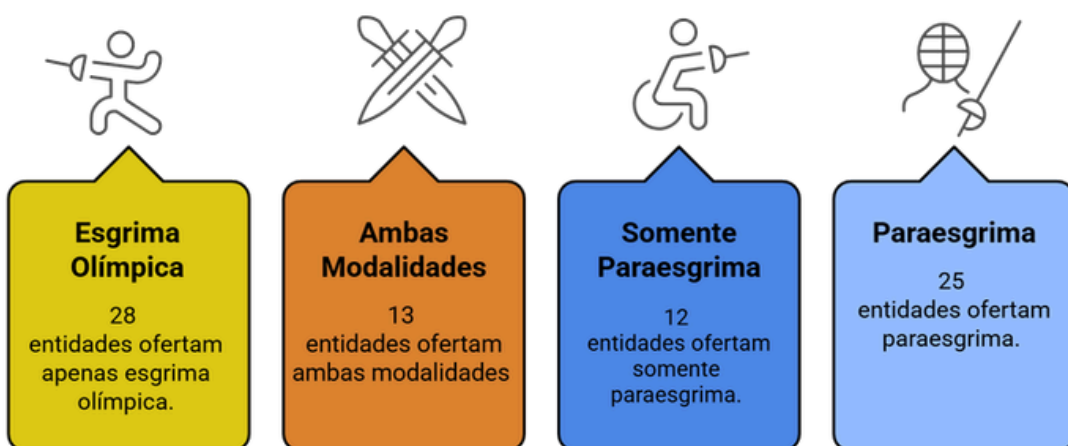 Esgrima
Olímpica
28
entidades ofertam
apenas esgrima
olímpica.
Ambas
Modalidades
13
entidades ofertam
ambas modalidades
Somente
Paraesgrima
12
entidades ofertam
somente
paraesgrima.
Paraesgrima
25
entidades ofertam
paraesgrima.